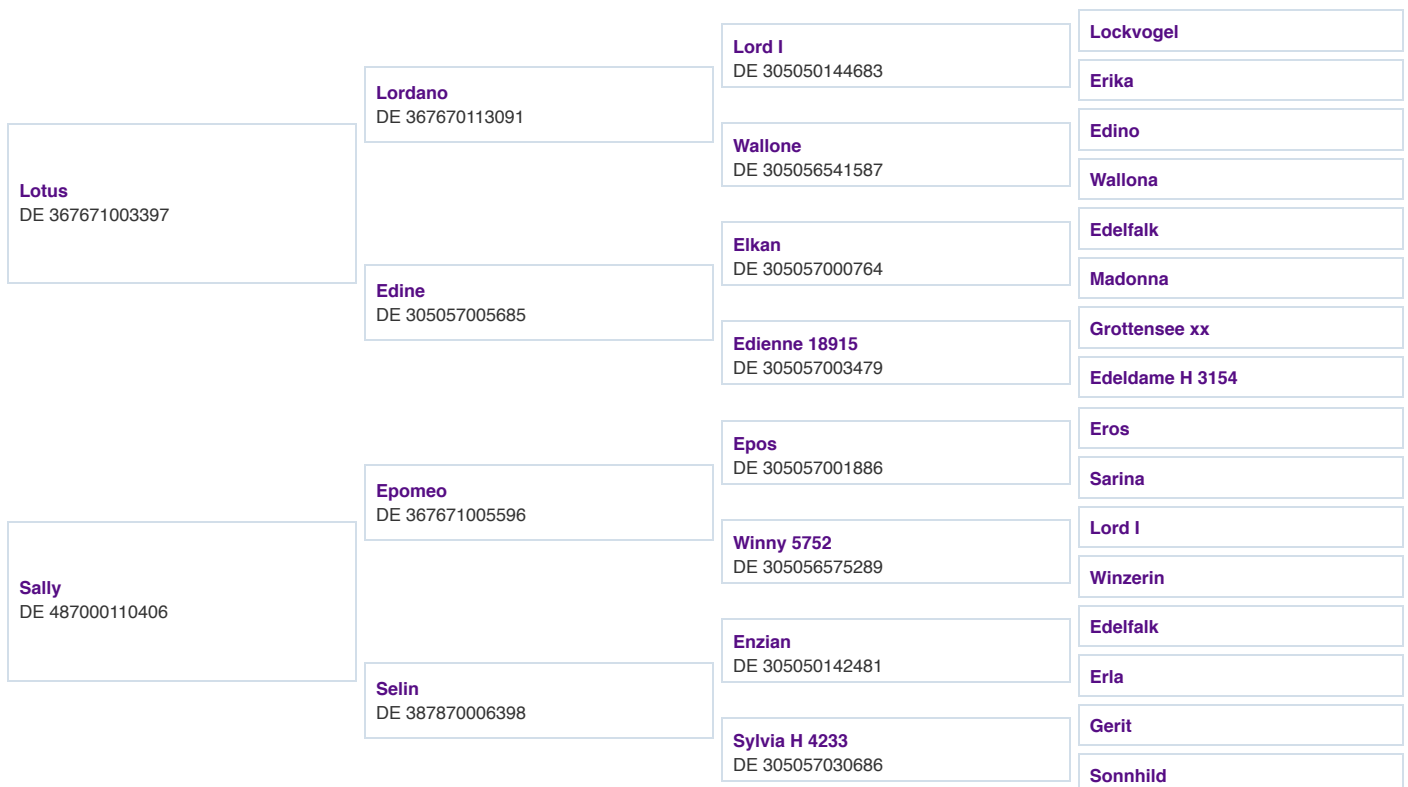 Lotus
DE 367671003397
Sally
DE 487000110406
Lordano
DE 367670113091
Edine
DE 305057005685
Epomeo
DE 367671005596
Selin
DE 387870006398
Lord I
DE 305050144683
Wallone
DE 305056541587
Elkan
DE 305057000764
Edienne 18915
DE 305057003479
Epos
DE 305057001886
Winny 5752
DE 305056575289
Enzian
DE 305050142481
Sylvia H 4233
DE 305057030686
Lockvogel
Erika
Edino
Wallona
Edelfalk
Madonna
Grottensee xx
Edeldame H 3154
Eros
Sarina
Lord I
Winzerin
Edelfalk
Erla
Gerit
Sonnhild